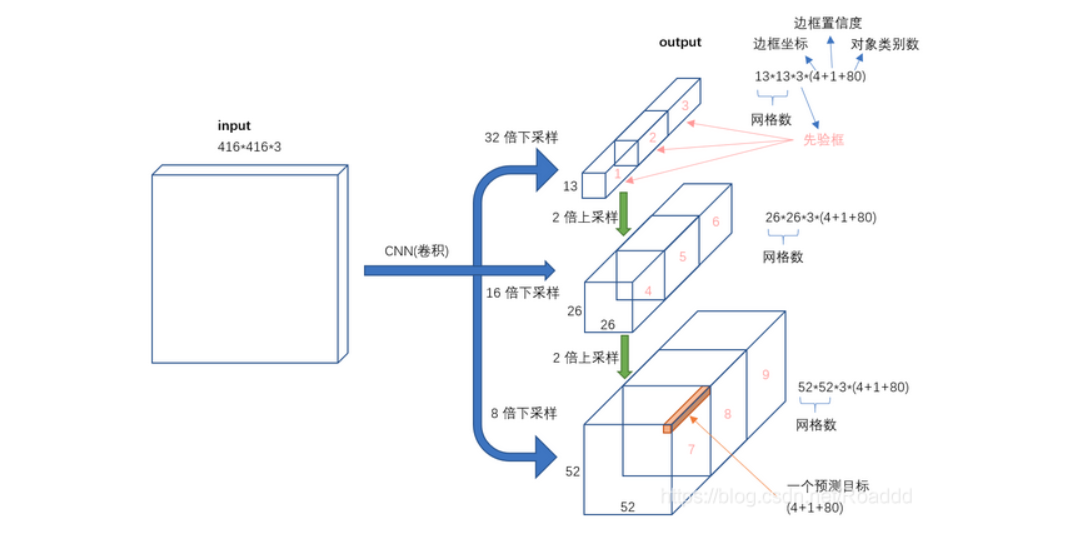 边框置信度
output
边框坐标
对象类别数
13*13*3*(4+1+80)
网格数
先验框
3
2
1
input
416*416*3
32 倍下采样
13
2 倍上采样
6
5
4
26*26*3*(4+1+80)
网格数
CNN(卷积)
16 倍下采样
26
26
2 倍上采样
9
8
7
52*52*3*(4+1+80)
网格数
8 倍下采样
52
52
一个预测目标
(4+1+80)